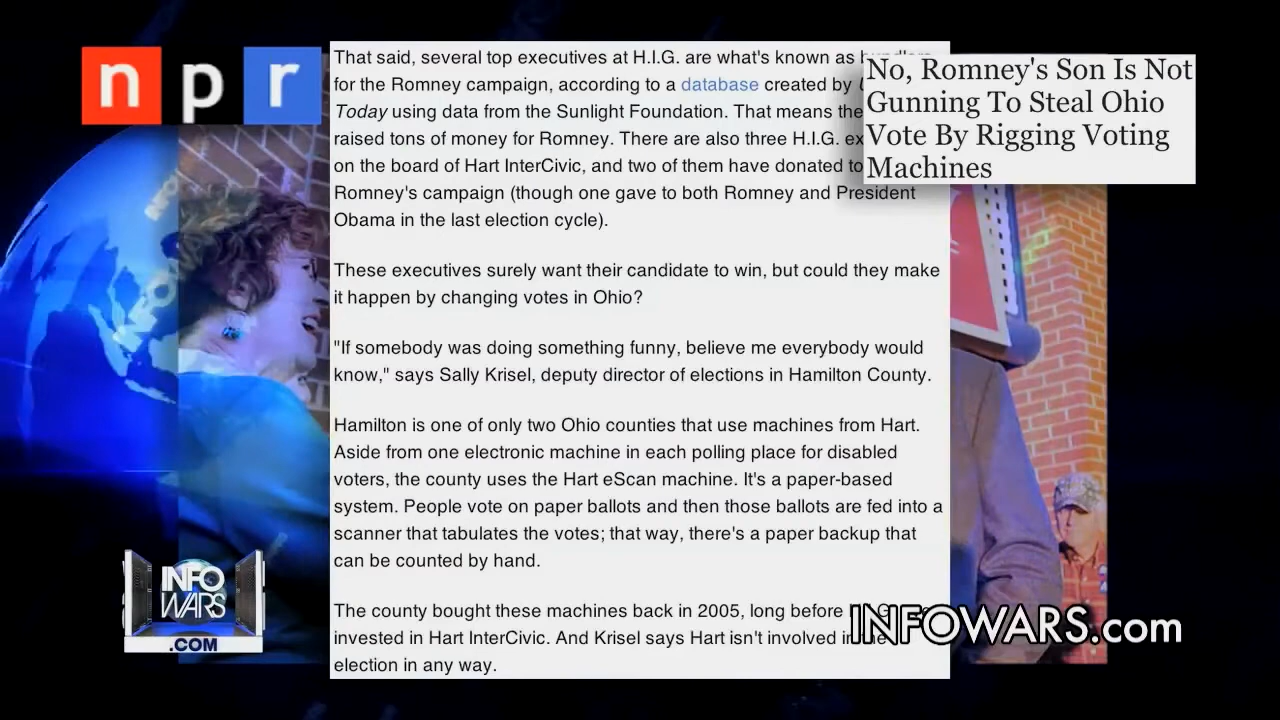 npr
That said, several top executives at H.I.G. are what's known as
for the Romney campaign, according to a database created by
Today using data from the Sunlight Foundation. That means
raised tons of money for Romney. There are also three H.I.G.
on the board of Hart InterCivic, and two of them have donated to
Romney's campaign (though one gave to both Romney and President
Obama in the last election cycle).
These executives surely want their candidate to win, but could they make
it happen by changing votes in Ohio?
"If somebody was doing something funny, believe me everybody would
know," says Sally Krisel, deputy director of elections in Hamilton County.
Hamilton is one of only two Ohio counties that use machines from Hart.
Aside from one electronic machine in each polling place for disabled
voters, the county uses the Hart eScan machine. It's a paper-based
system. People vote on paper ballots and then those ballots are fed into a
scanner that tabulates the votes; that way, there's a paper backup that
can be counted by hand.
The county bought these machines back in 2005, long before
invested in Hart InterCivic. And Krisel says Hart isn't involved in
election in any way.
No, Romney's Son Is Not
Gunning To Steal Ohio
Vote By Rigging Voting
Machines
INFO
WARS
.COM
INFOWARS.com